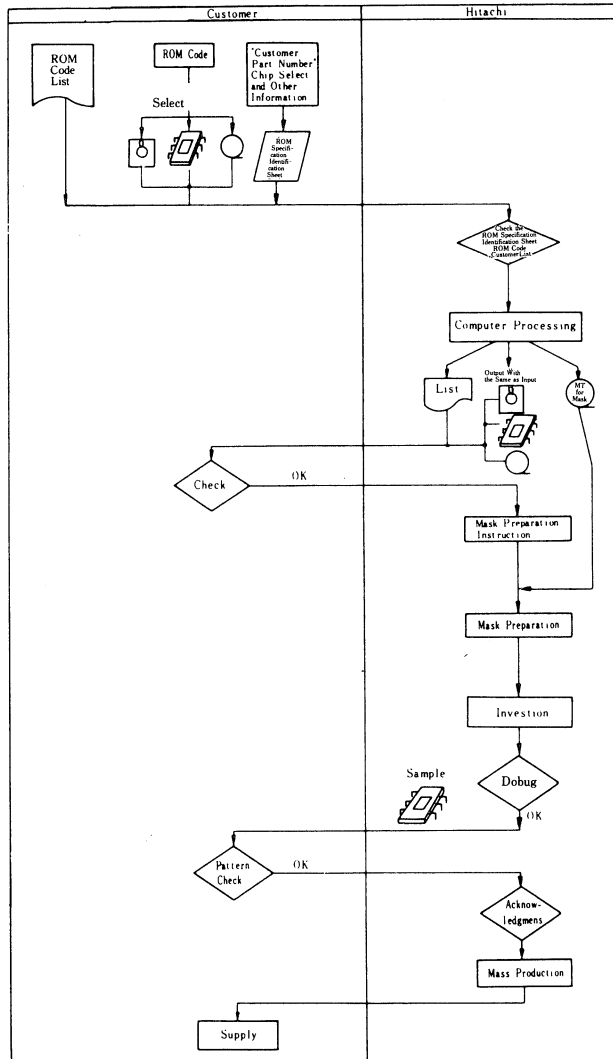 Customer
Hitachi
ROM
Code
List
ROM Code
"Customer
Part Number"
Chip Select
and Other
Information
Select
ROM
Specifi-
cation
Identifi-
cation
Sheet
Check the
ROM Specification
Identification Sheet
ROM Code
CustomerList
Computer Processing
List
Output With
the Same as Input
MT
for
Mask
Check
OK
Mask Preparation
Instruction
Mask Preparation
Investion
Sample
Dobug
OK
Pattern
Check
OK
Acknow-
ledgmens
Mass Production
Supply